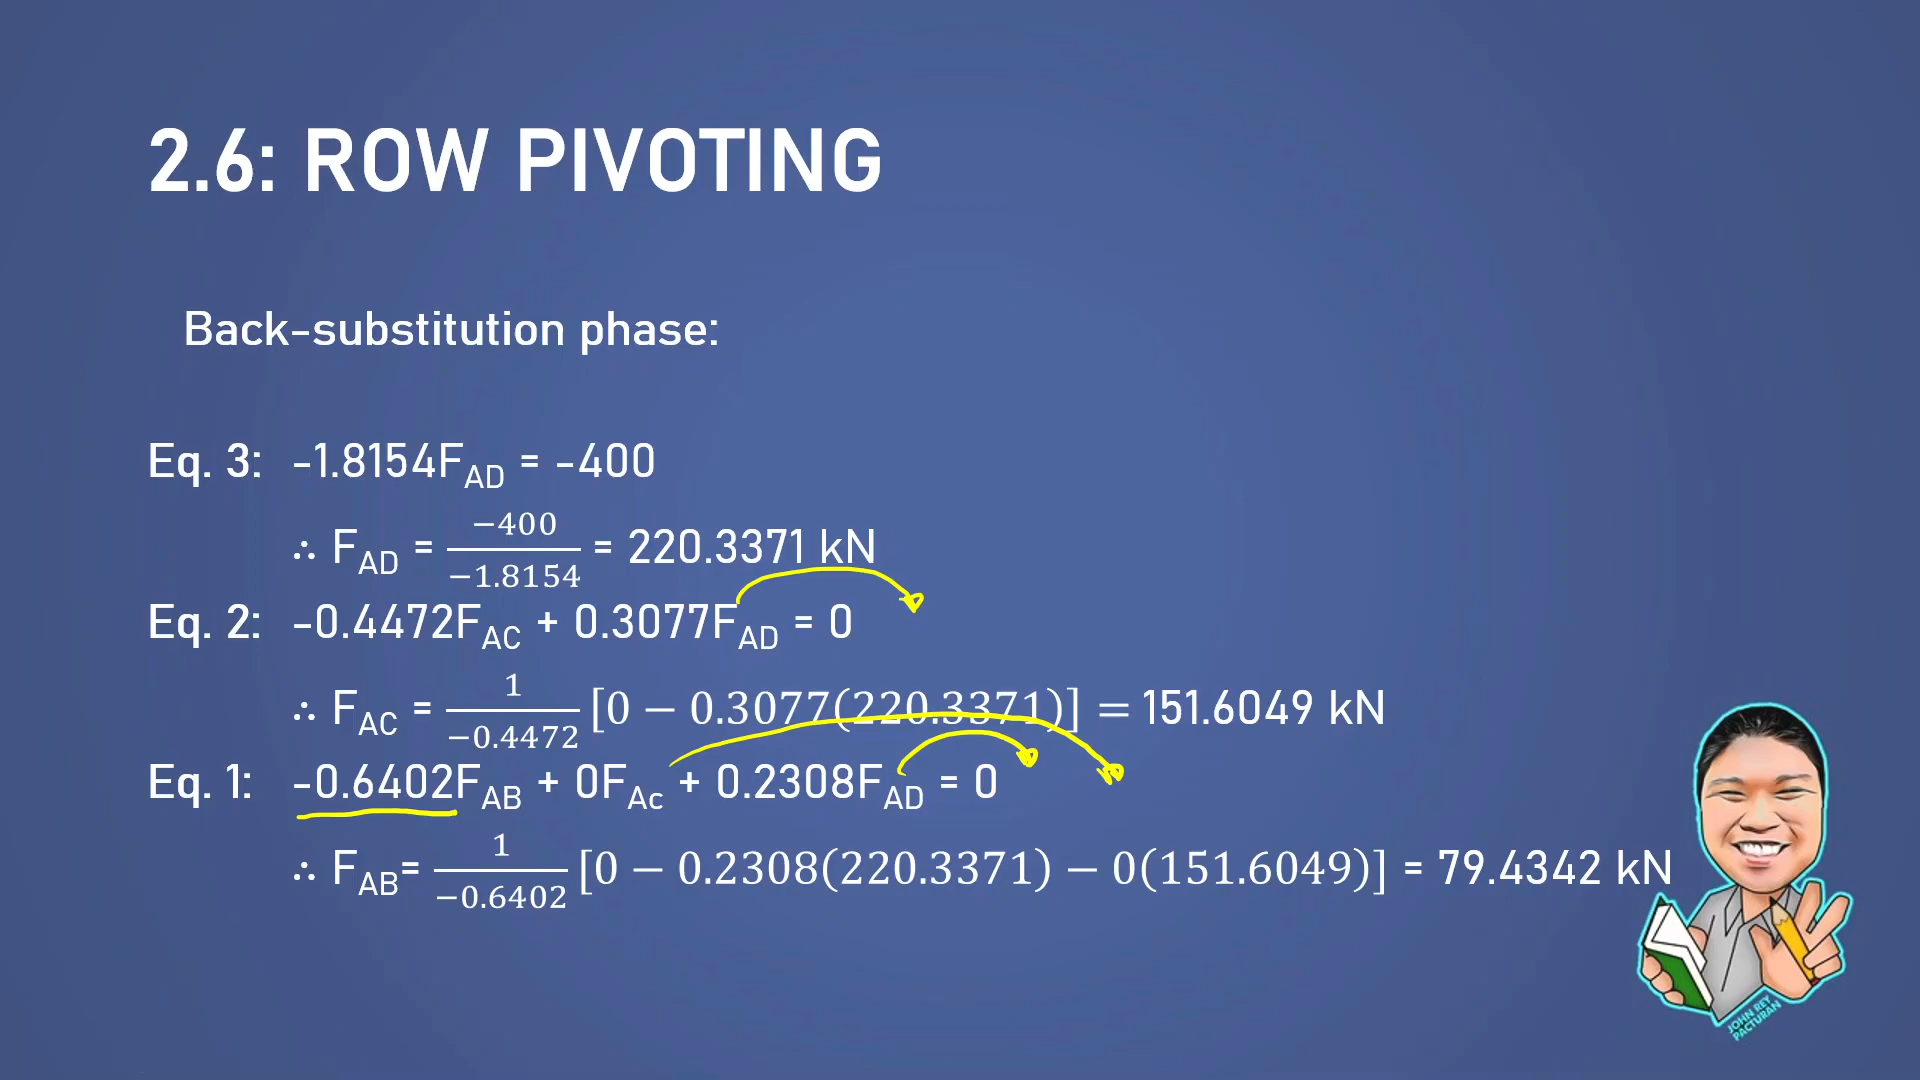 2.6: ROW PIVOTING
Back-substitution phase:
Eq. 3: -1.8154F_AD = -400
∴ F_AD = −400/−1.8154 = 220.3371 kN
Eq. 2: -0.4472F_AC + 0.3077F_AD = 0
∴ F_AC = 1/−0.4472 [0 − 0.3077(220.3371)] = 151.6049 kN
Eq. 1: -0.6402F_AB + 0F_Ac + 0.2308F_AD = 0
∴ F_AB= 1/−0.6402 [0 − 0.2308(220.3371) − 0(151.6049)] = 79.4342 kN
JOHN REY
PACTURAN